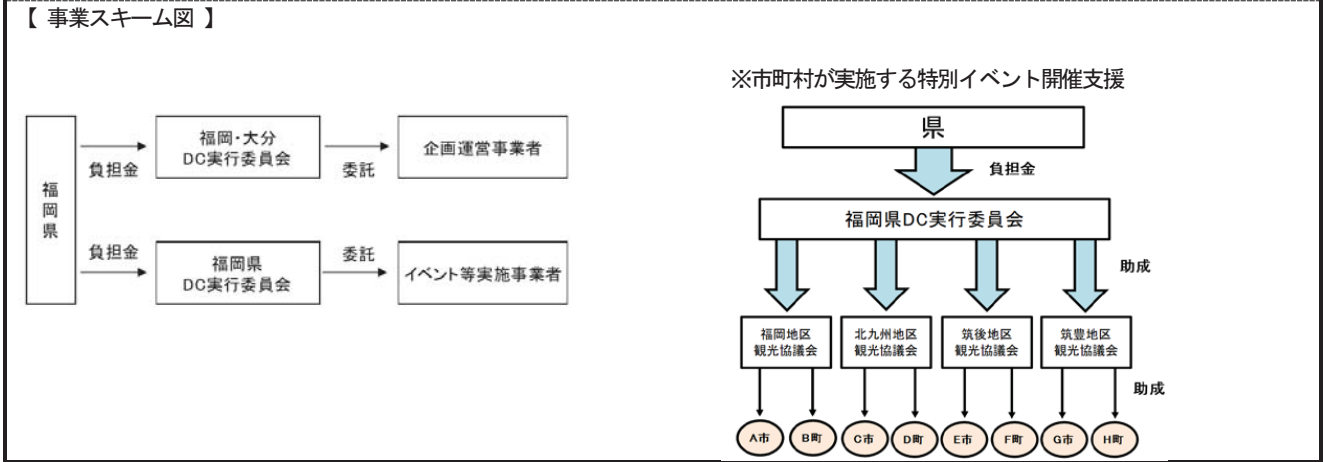 【 事業スキーム図 】
福岡県
負担金
福岡・大分
DC実行委員会
委託
企画運営事業者
負担金
福岡県
DC実行委員会
委託
イベント等実施事業者
※市町村が実施する特別イベント開催支援
県
負担金
福岡県DC実行委員会
助成
福岡地区
観光協議会
北九州地区
観光協議会
筑後地区
観光協議会
筑豊地区
観光協議会
助成
A市
B町
C市
D町
E市
F町
G市
H町